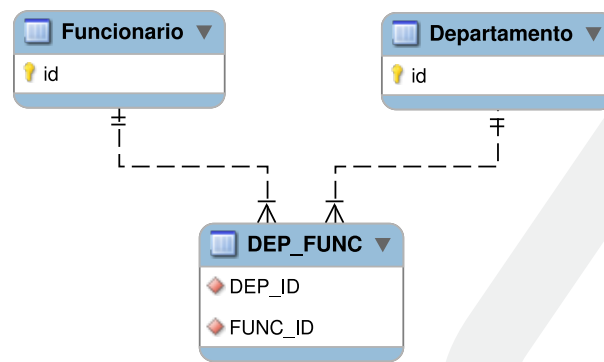 Funcionario
id
Departamento
id
DEP_FUNC
DEP_ID
FUNC_ID